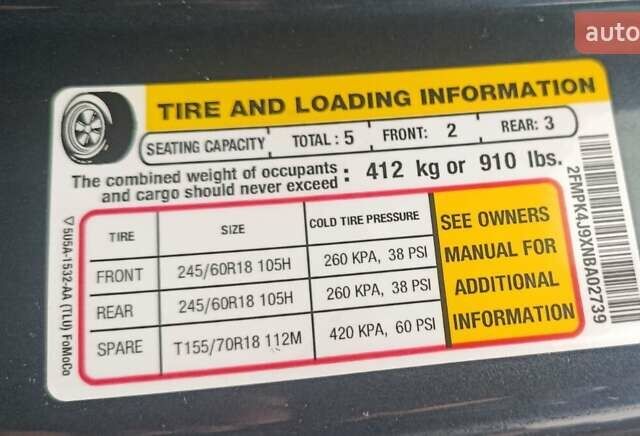 auto
TIRE AND LOADING INFORMATION
SEATING CAPACITY TOTAL : 5 FRONT: 2 REAR: 3
The combined weight of occupants and cargo should never exceed : 412 kg or 910 lbs.
TIRE SIZE COLD TIRE PRESSURE
FRONT 245/60R18 105H 260 KPA, 38 PSI
REAR 245/60R18 105H 260 KPA, 38 PSI
SPARE T155/70R18 112M 420 KPA, 60 PSI
SEE OWNERS
MANUAL FOR
ADDITIONAL
INFORMATION
2FMPK4J9XNBA02739
5U5A-1532-AA (TLU) FoMoCo